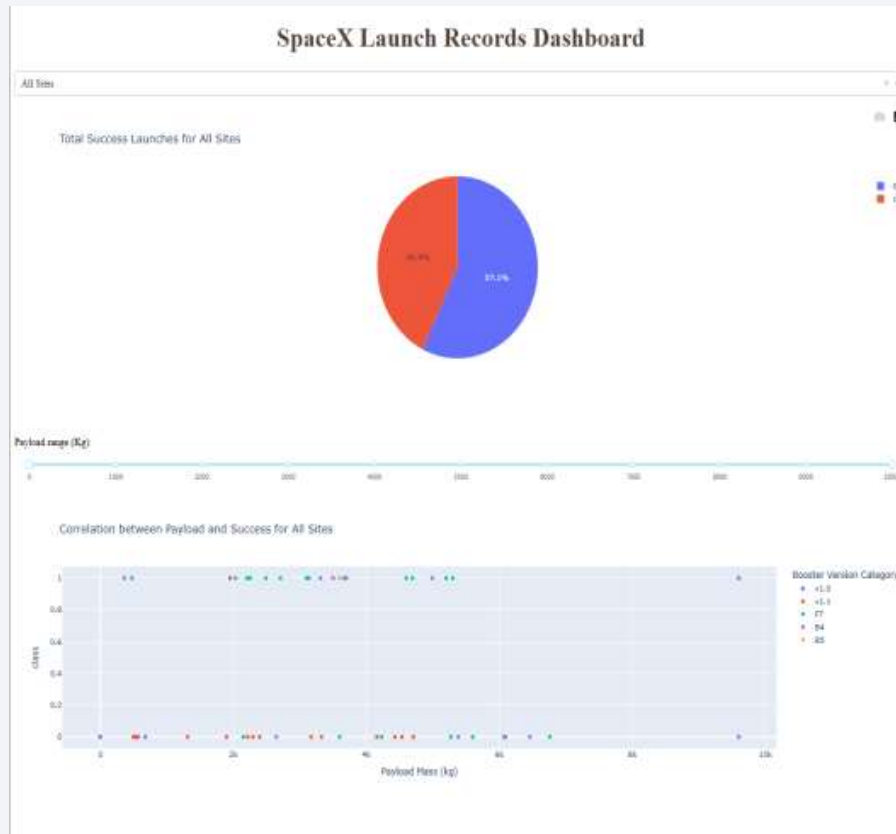 SpaceX Launch Records Dashboard
All Sites
Total Success Launches for All Sites
57.1%
Payload range (Kg)
0 1000 2000 3000 4000 5000 6000 7000 8000 9000
Correlation between Payload and Success for All Sites
Booster Version Category
v1.0
v1.1
FT
B4
B5
1
0.8
0.6
0.4
0.2
0
class
0 2k 4k 6k 8k 10k
Payload Mass (kg)